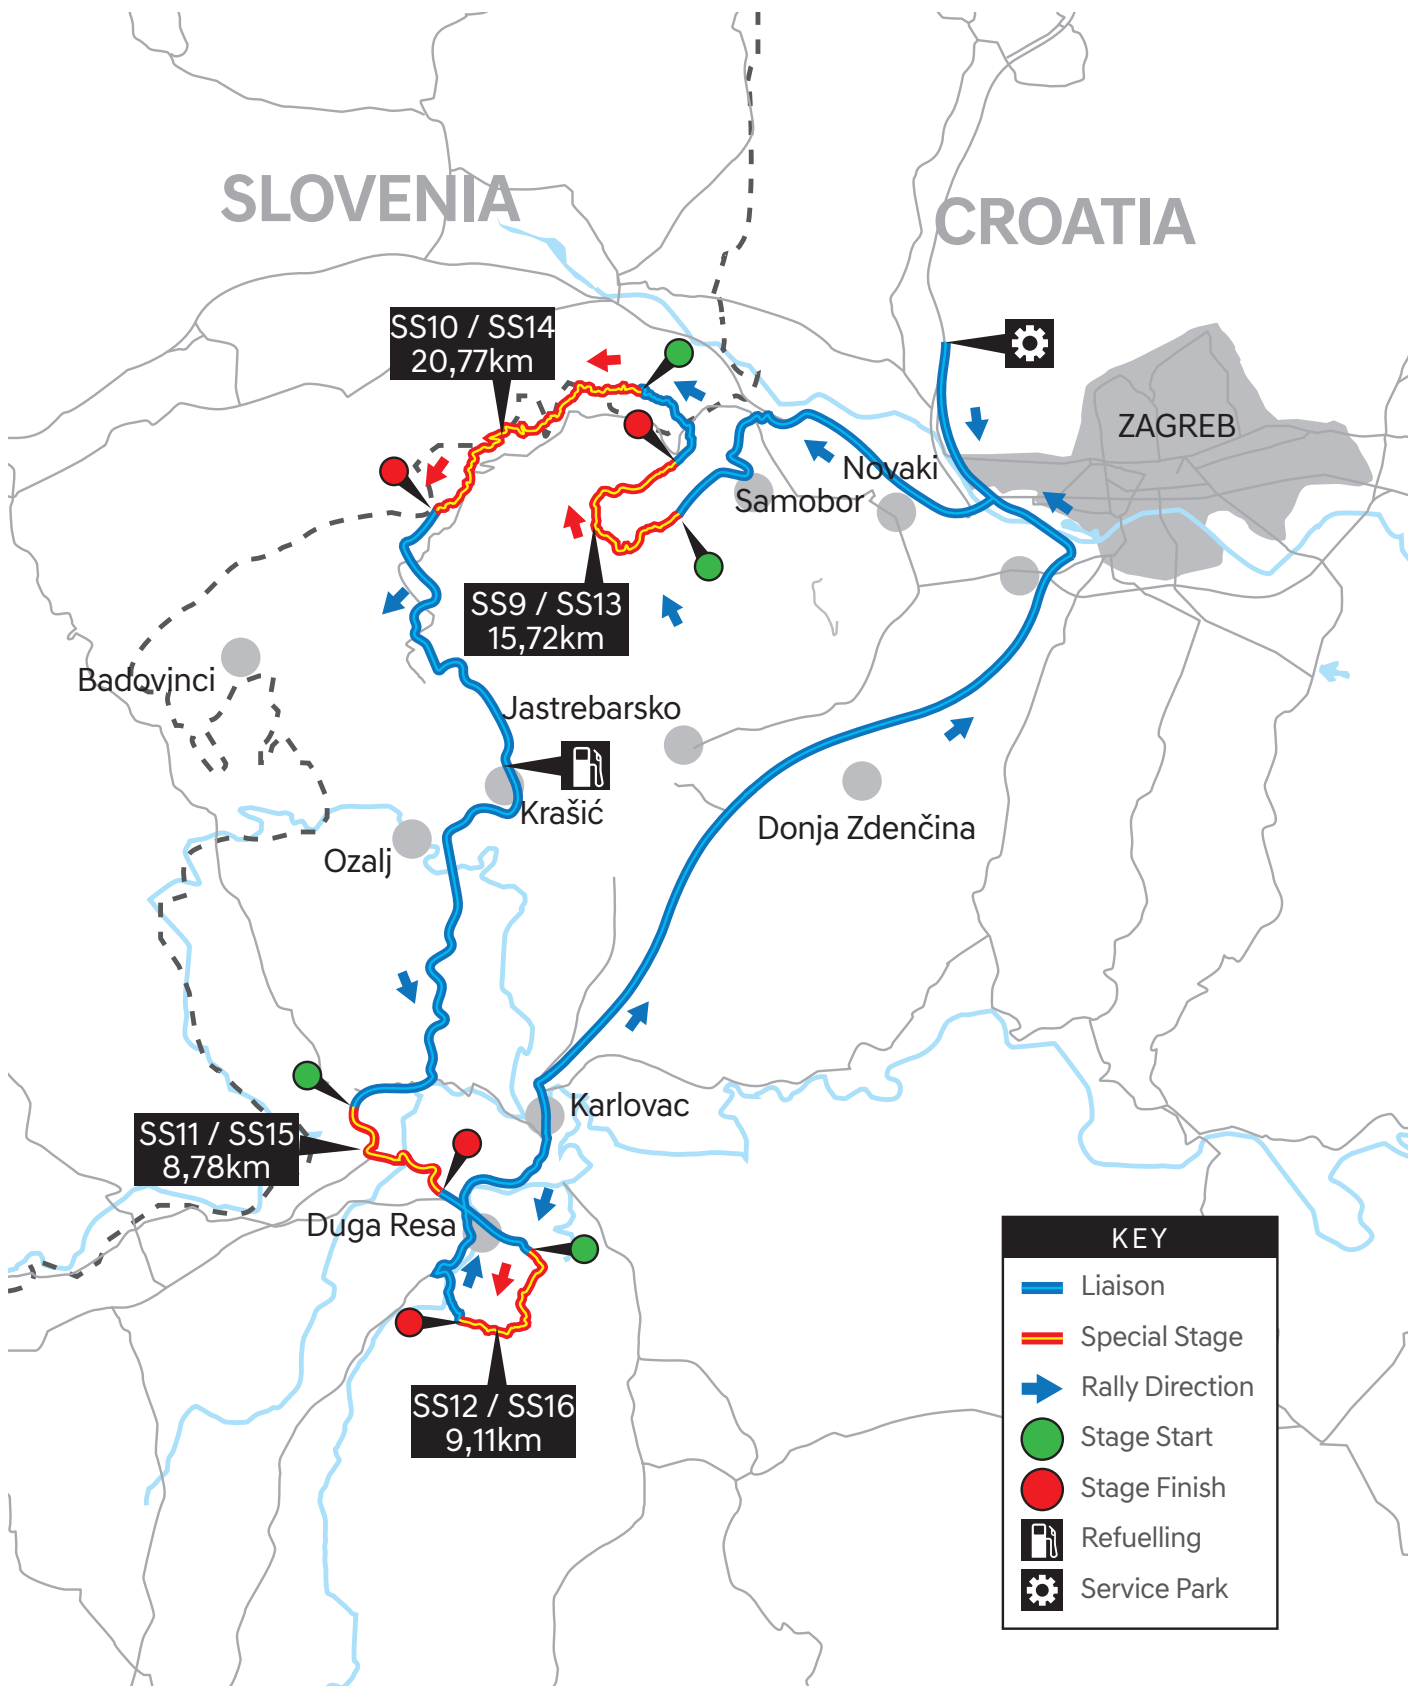 SLOVENIA
CROATIA
SS10 / SS14
20,77km
ZAGREB
Novaki
Samobor
SS9 / SS13
15,72km
Badovinci
Jastrebarsko
Krašić
Donja Zdenčina
Ozalj
Karlovac
SS11 / SS15
8,78km
Duga Resa
SS12 / SS16
9,11km
KEY
Liaison
Special Stage
Rally Direction
Stage Start
Stage Finish
Refuelling
Service Park